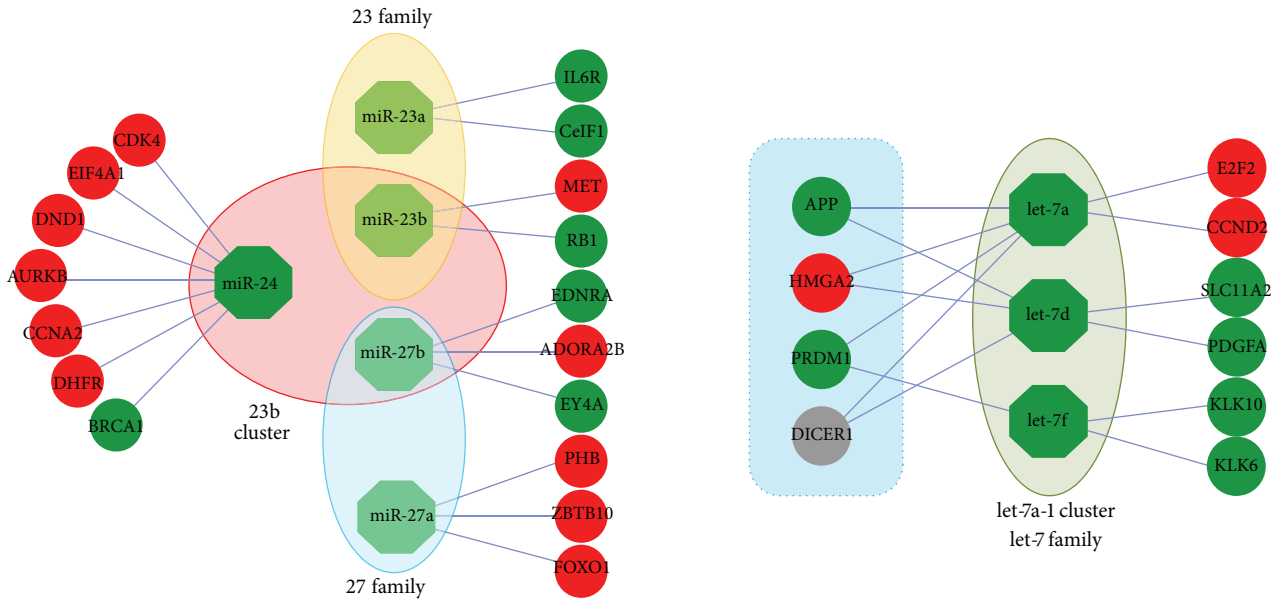 23 family
miR-23a
miR-23b
IL6R
CeIF1
MET
RB1
EDNRA
ADORA2B
EY4A
PHB
ZBTB10
FOXO1
CDK4
EIF4A1
DND1
AURKB
CCNA2
DHFR
BRCA1
miR-24
miR-27b
23b
cluster
miR-27a
27 family
APP
HMGA2
PRDM1
DICER1
let-7a
let-7d
let-7f
E2F2
CCND2
SLC11A2
PDGFA
KLK10
KLK6
let-7a-1 cluster
let-7 family